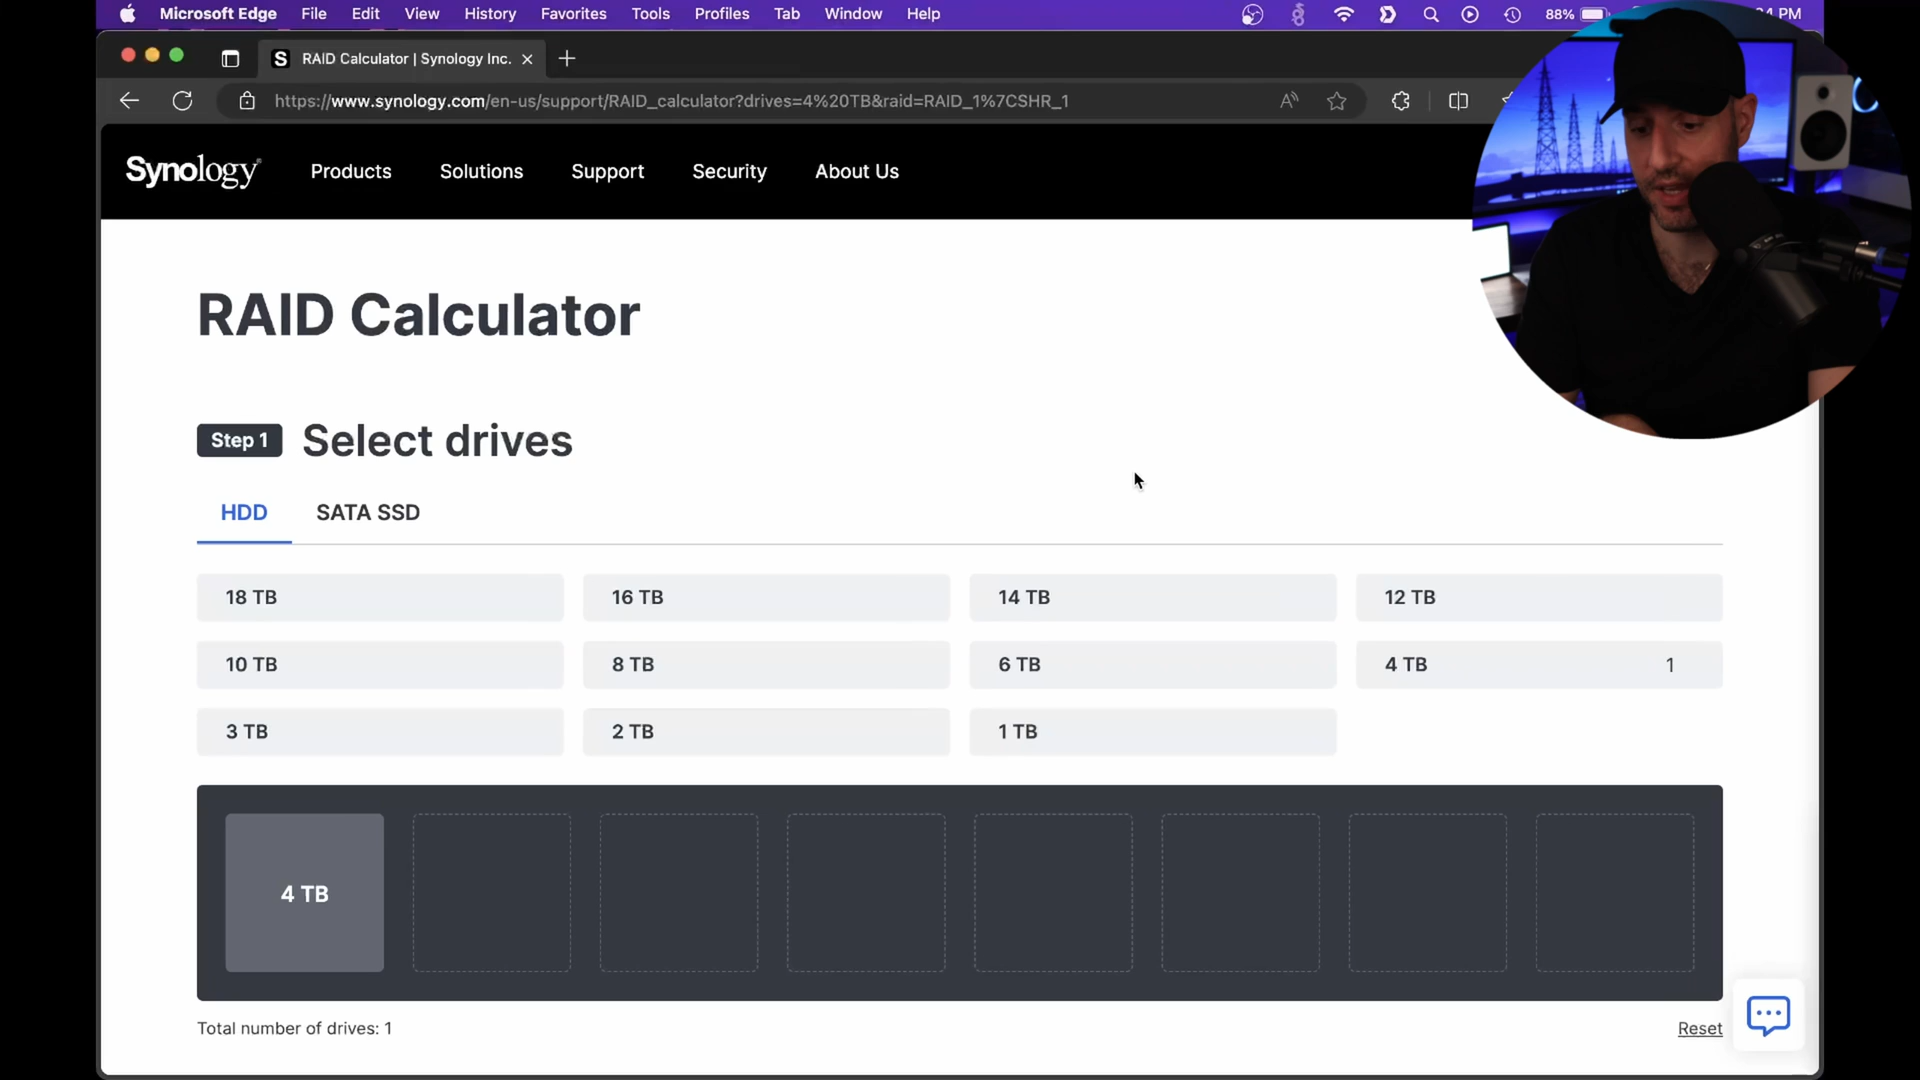 Microsoft Edge File Edit View History Favorites Tools Profiles Tab Window Help 88% PM
RAID Calculator | Synology Inc.
https://www.synology.com/en-us/support/RAID_calculator?drives=4%20TB&raid=RAID_1%7CSHR_1
Synology Products Solutions Support Security About Us
RAID Calculator
Step 1 Select drives
HDD SATA SSD
18 TB 16 TB 14 TB 12 TB
10 TB 8 TB 6 TB 4 TB 1
3 TB 2 TB 1 TB
4 TB
Total number of drives: 1 Reset